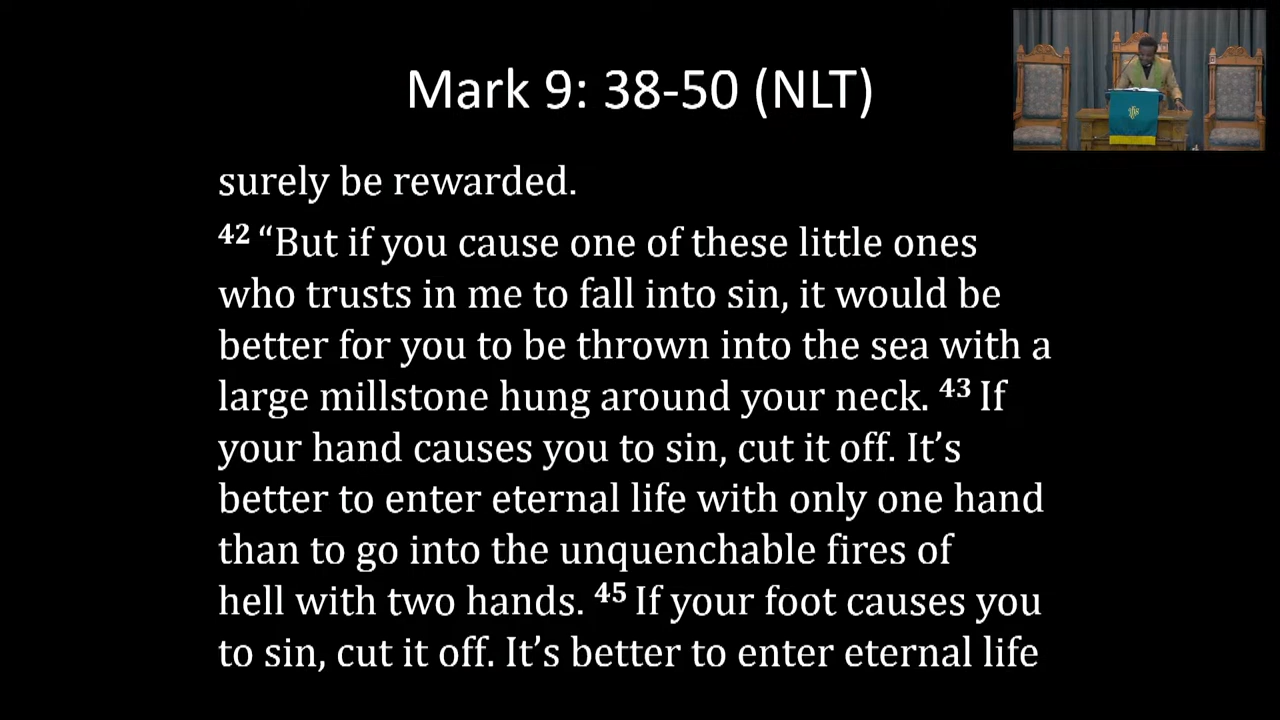 Mark 9: 38-50 (NLT)
surely be rewarded.
42 “But if you cause one of these little ones
who trusts in me to fall into sin, it would be
better for you to be thrown into the sea with a
large millstone hung around your neck. 43 If
your hand causes you to sin, cut it off. It’s
better to enter eternal life with only one hand
than to go into the unquenchable fires of
hell with two hands. 45 If your foot causes you
to sin, cut it off. It’s better to enter eternal life